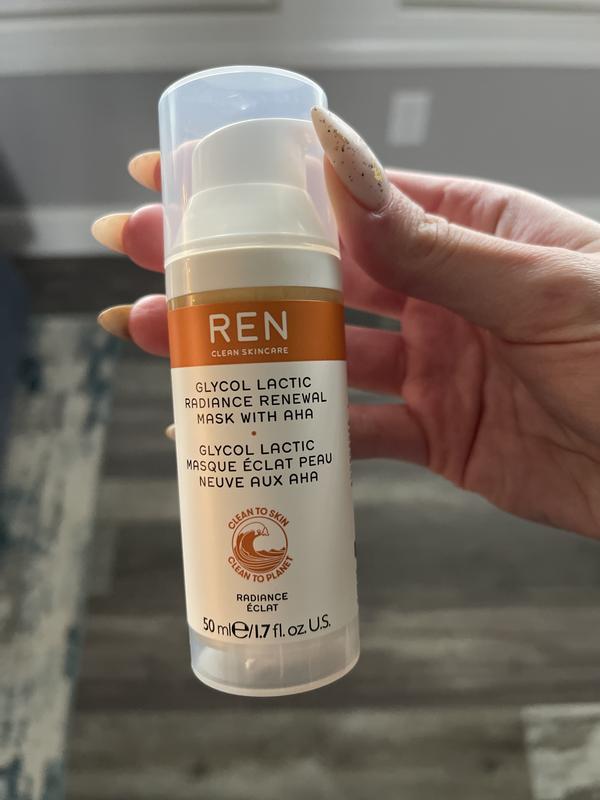 REN
CLEAN SKINCARE
GLYCOL LACTIC
RADIANCE RENEWAL
MASK WITH AHA
GLYCOL LACTIC
MASQUE ÉCLAT PEAU
NEUVE AUX AHA
CLEAN TO SKIN
CLEAN TO PLANET
RADIANCE
ÉCLAT
50 ml℮/1.7 fl. oz. U.S.